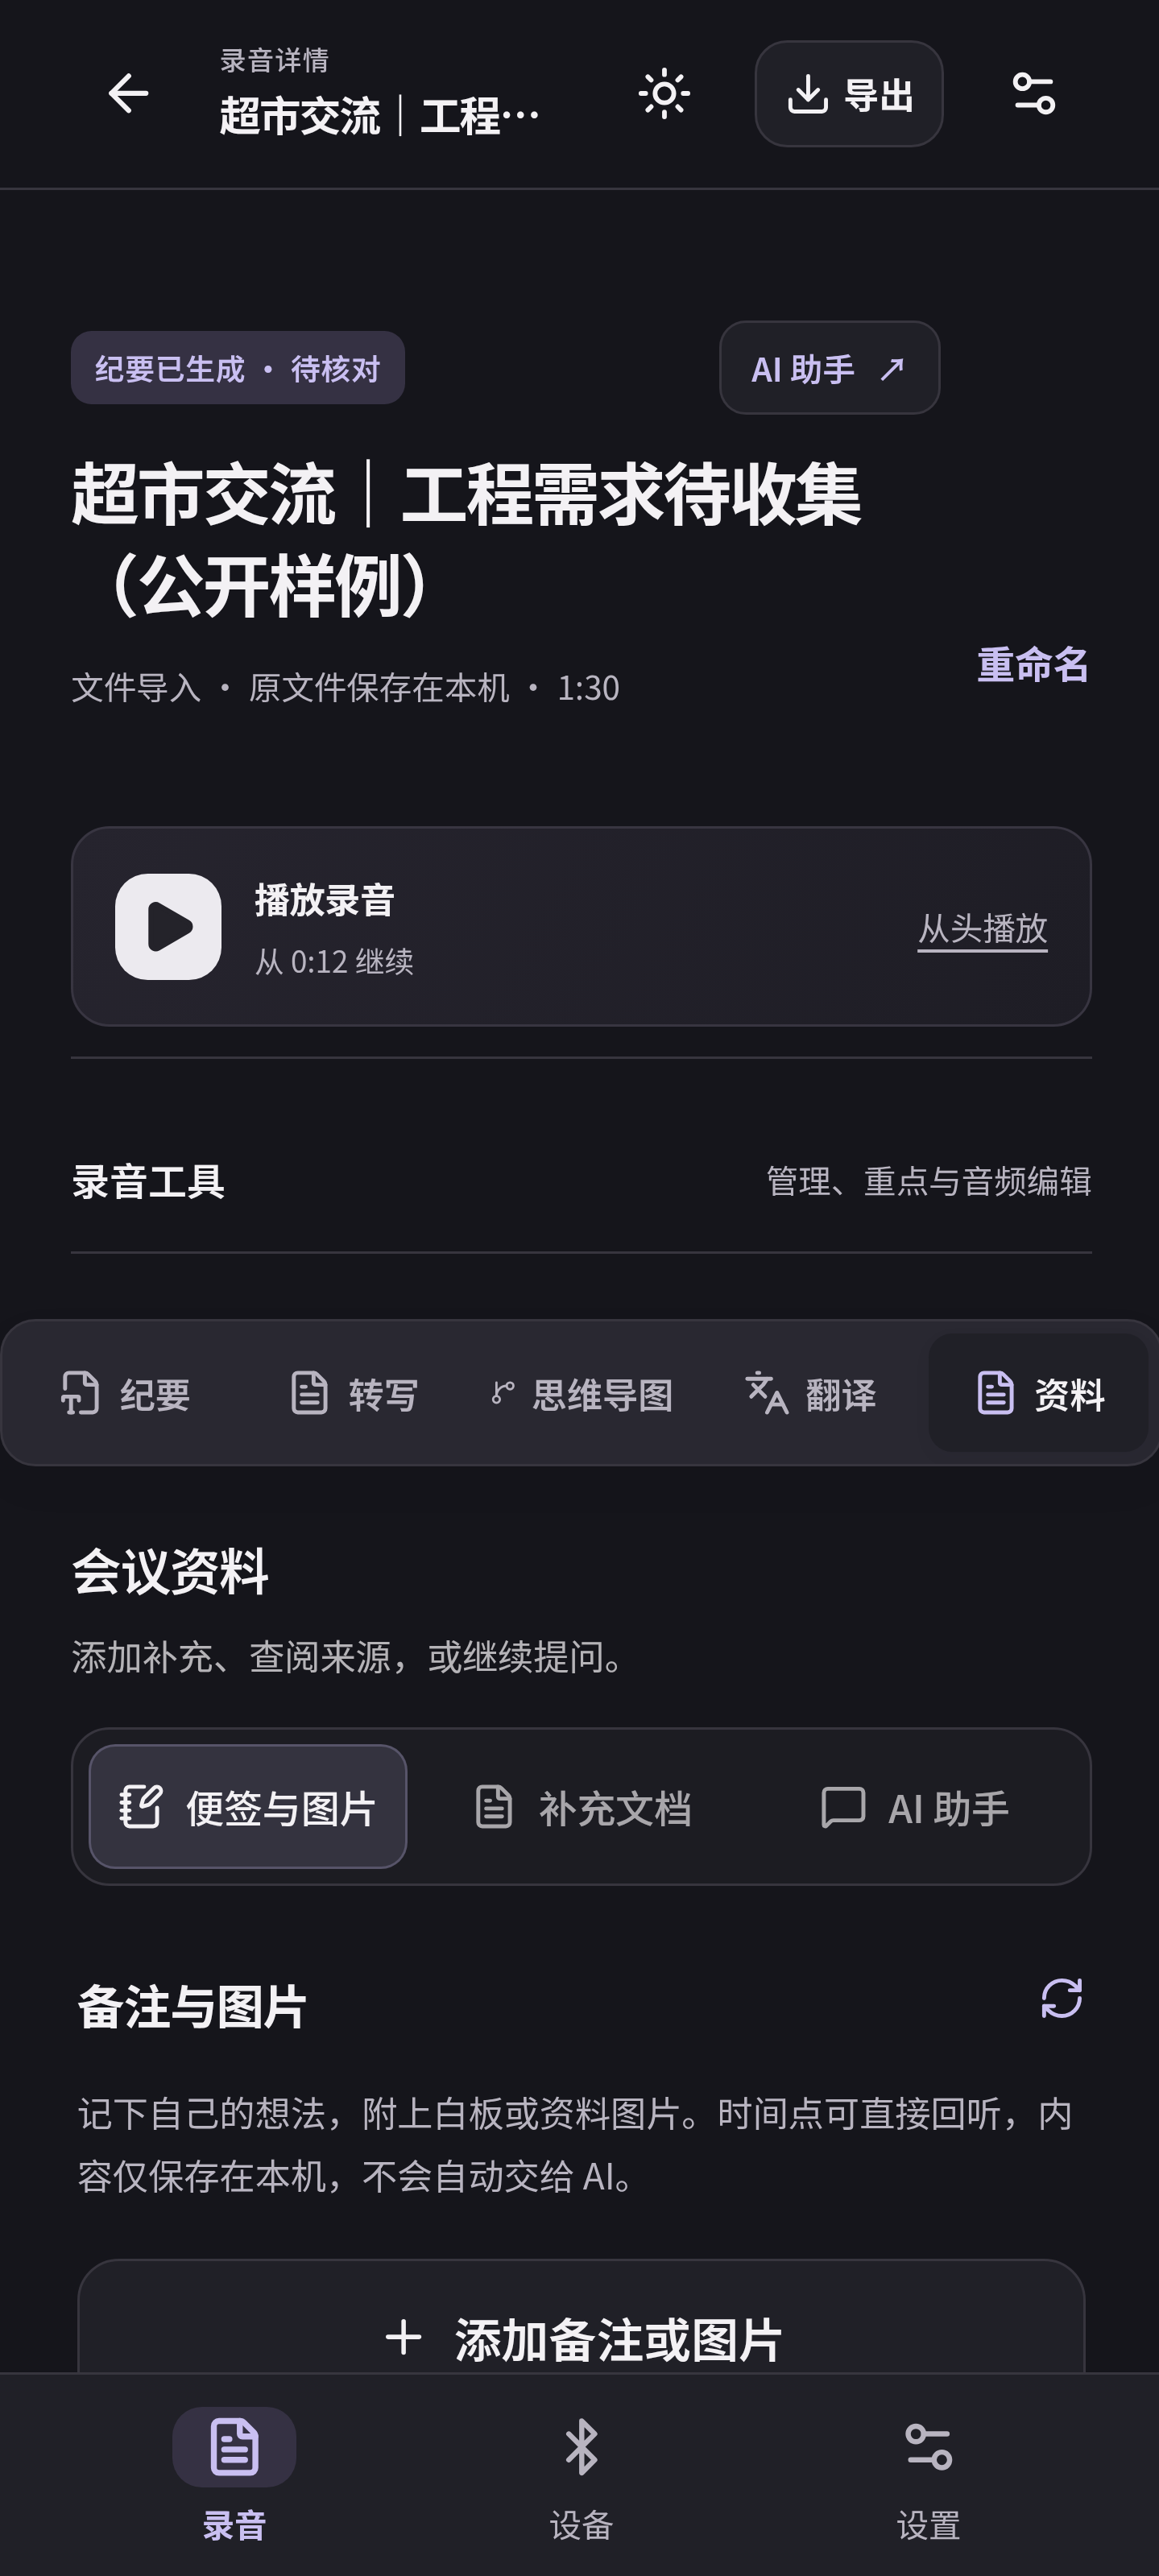 录音详情
超市交流｜工程…
导出
纪要已生成 · 待核对
AI 助手 ↗
超市交流｜工程需求待收集
（公开样例）
重命名
文件导入 · 原文件保存在本机 · 1:30
播放录音
从 0:12 继续
从头播放
录音工具
管理、重点与音频编辑
纪要
转写
思维导图
翻译
资料
会议资料
添加补充、查阅来源，或继续提问。
便签与图片
补充文档
AI 助手
备注与图片
记下自己的想法，附上白板或资料图片。时间点可直接回听，内
容仅保存在本机，不会自动交给 AI。
添加备注或图片
录音
设备
设置